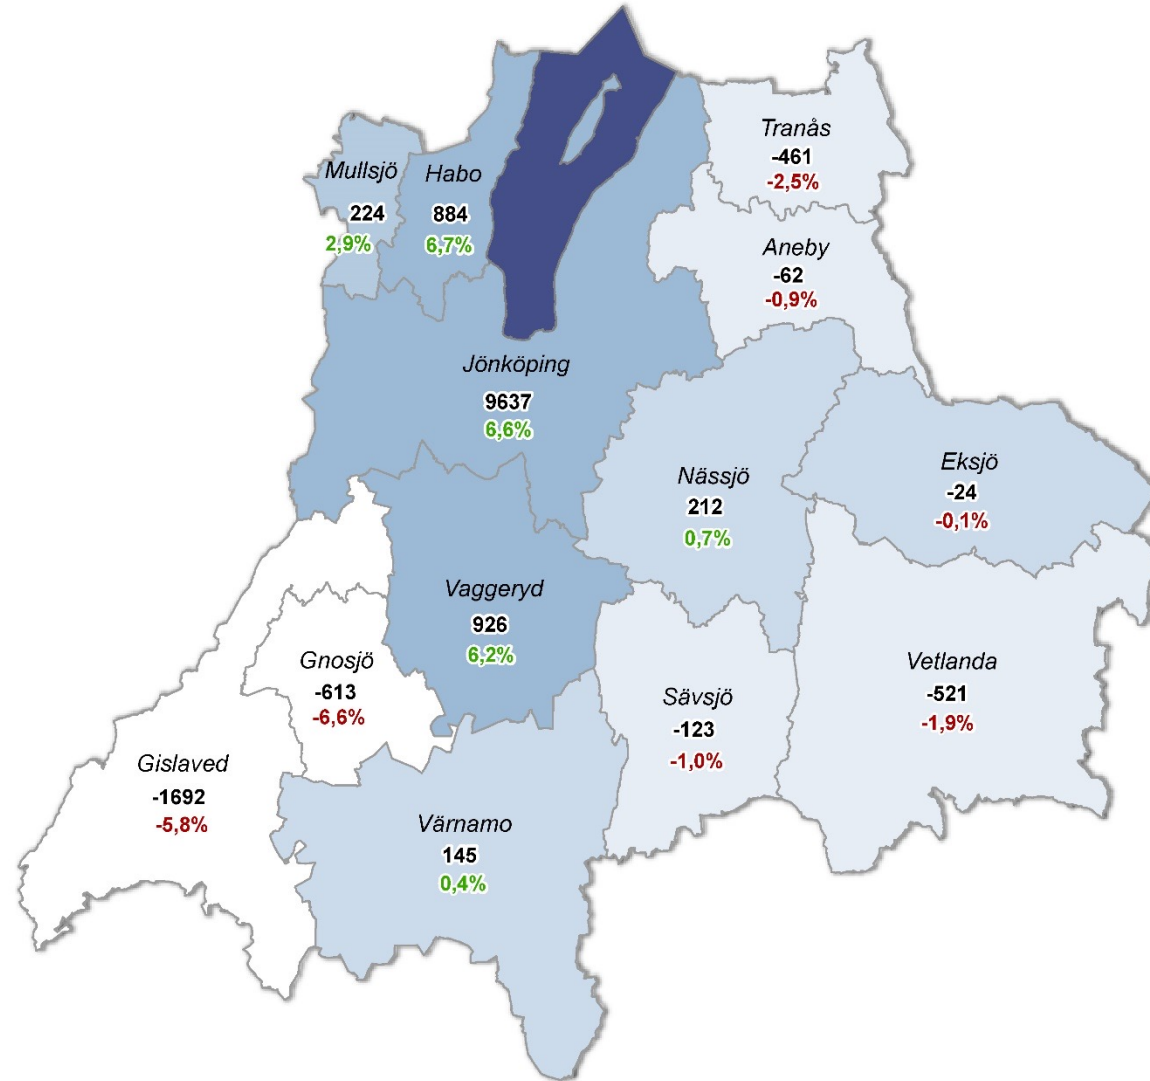 Tranås
-461
-2,5%
Mullsjö
224
2,9%
Habo
884
6,7%
Aneby
-62
-0,9%
Jönköping
9637
6,6%
Nässjö
212
0,7%
Eksjö
-24
-0,1%
Vaggeryd
926
6,2%
Gnosjö
-613
-6,6%
Sävsjö
-123
-1,0%
Vetlanda
-521
-1,9%
Gislaved
-1692
-5,8%
Värnamo
145
0,4%